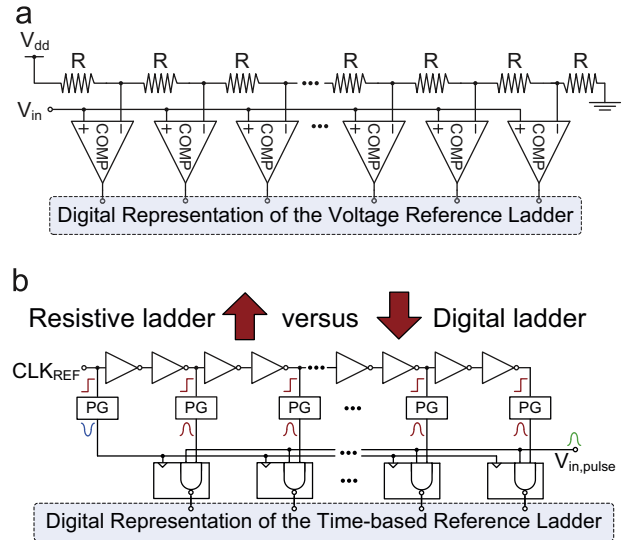 a
V_dd
R R R ... R R R
V_in
+ − + − + − ... + − + − + −
COMP COMP COMP COMP COMP COMP
Digital Representation of the Voltage Reference Ladder
b
Resistive ladder versus Digital ladder
CLK_REF
PG PG PG ... PG PG
V_in,pulse
Digital Representation of the Time-based Reference Ladder